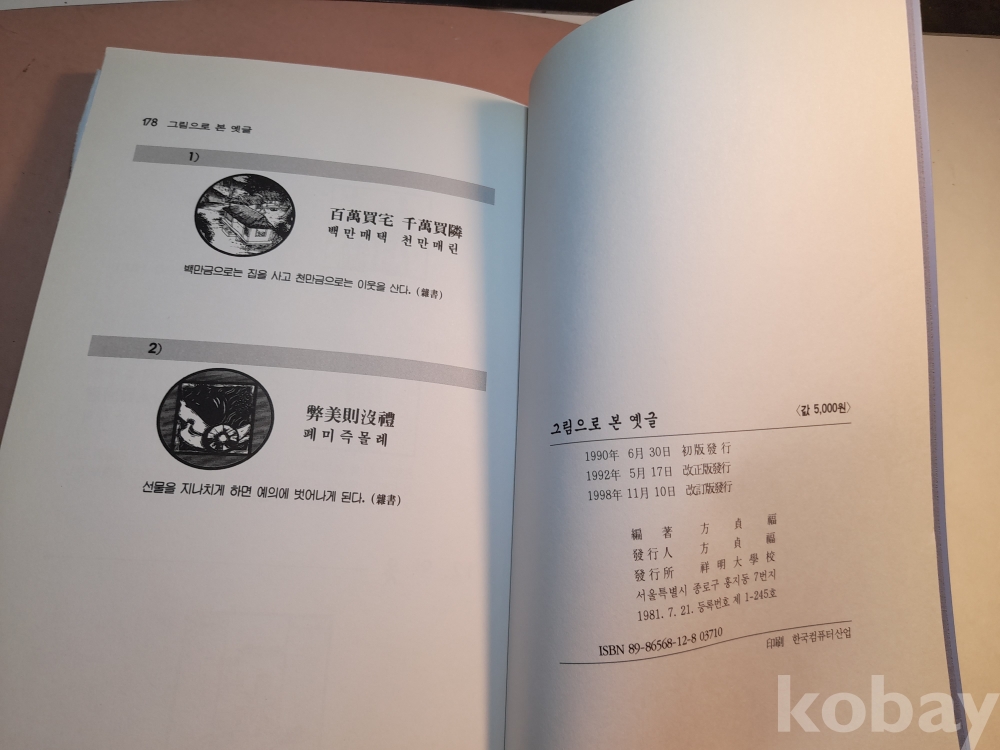 178 그림으로 본 옛글
1)
百萬買宅 千萬買隣
백만매택 천만매린
백만금으로는 집을 사고 천만금으로는 이웃을 산다. (雜書)
2)
弊美則沒禮
폐미즉몰례
선물을 지나치게 하면 예의에 벗어나게 된다. (雜書)
그림으로 본 옛글 〈값 5,000원〉
1990年 6月 30日 初版發行
1992年 5月 17日 改正版發行
1998年 11月 10日 改訂版發行
編著 方貞福
發行人 方貞福
發行所 祥明大學校
서울특별시 종로구 홍지동 7번지
1981. 7. 21. 등록번호 제 1-245호
ISBN 89-86568-12-8 03710
印刷 한국컴퓨터산업
kobay